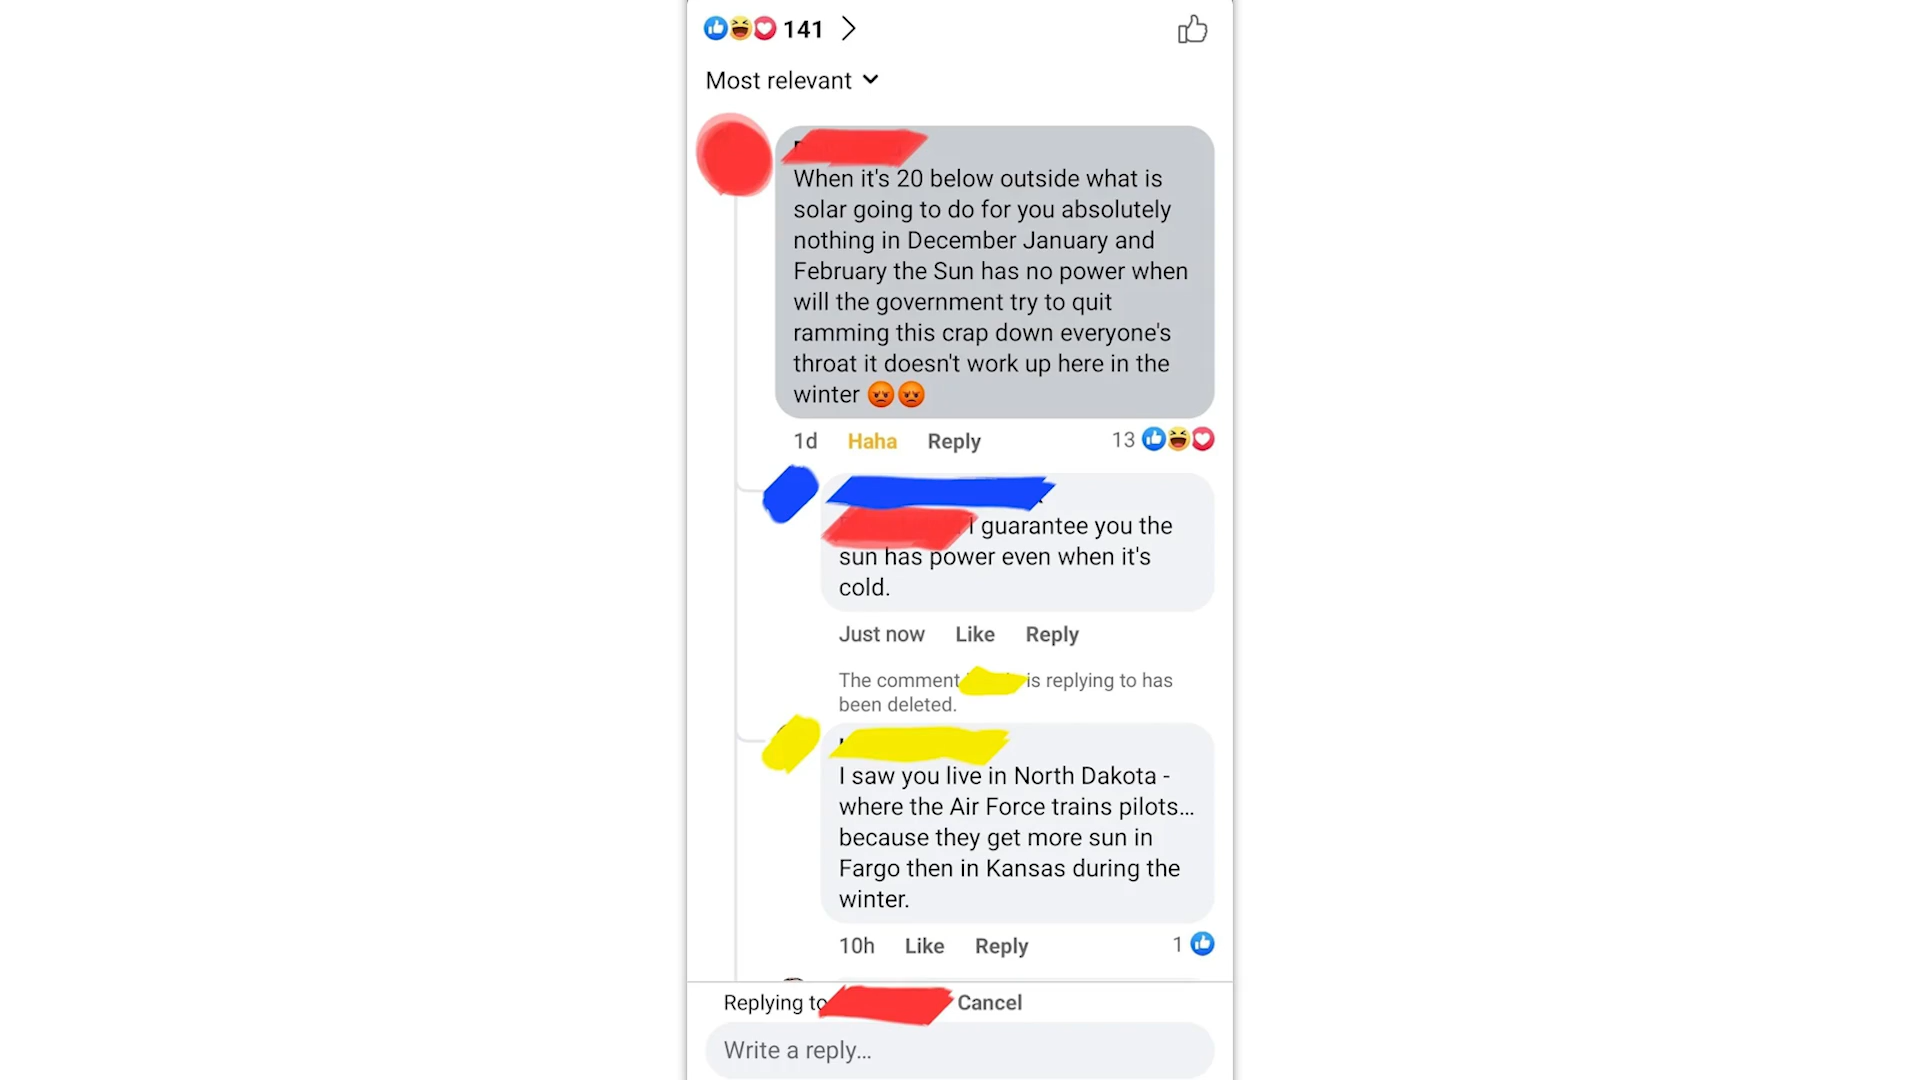 141
Most relevant
When it's 20 below outside what is
solar going to do for you absolutely
nothing in December January and
February the Sun has no power when
will the government try to quit
ramming this crap down everyone's
throat it doesn't work up here in the
winter 😡😡
1d Haha Reply 13
I guarantee you the
sun has power even when it's
cold.
Just now Like Reply
The comment is replying to has
been deleted.
I saw you live in North Dakota -
where the Air Force trains pilots...
because they get more sun in
Fargo then in Kansas during the
winter.
10h Like Reply 1
Replying to Cancel
Write a reply...